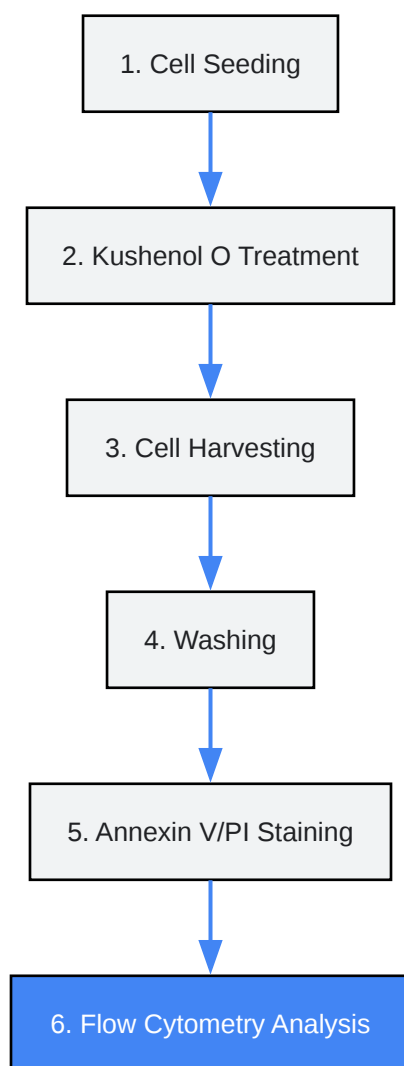 1. Cell Seeding
2. Kushenol O Treatment
3. Cell Harvesting
4. Washing
5. Annexin V/PI Staining
6. Flow Cytometry Analysis